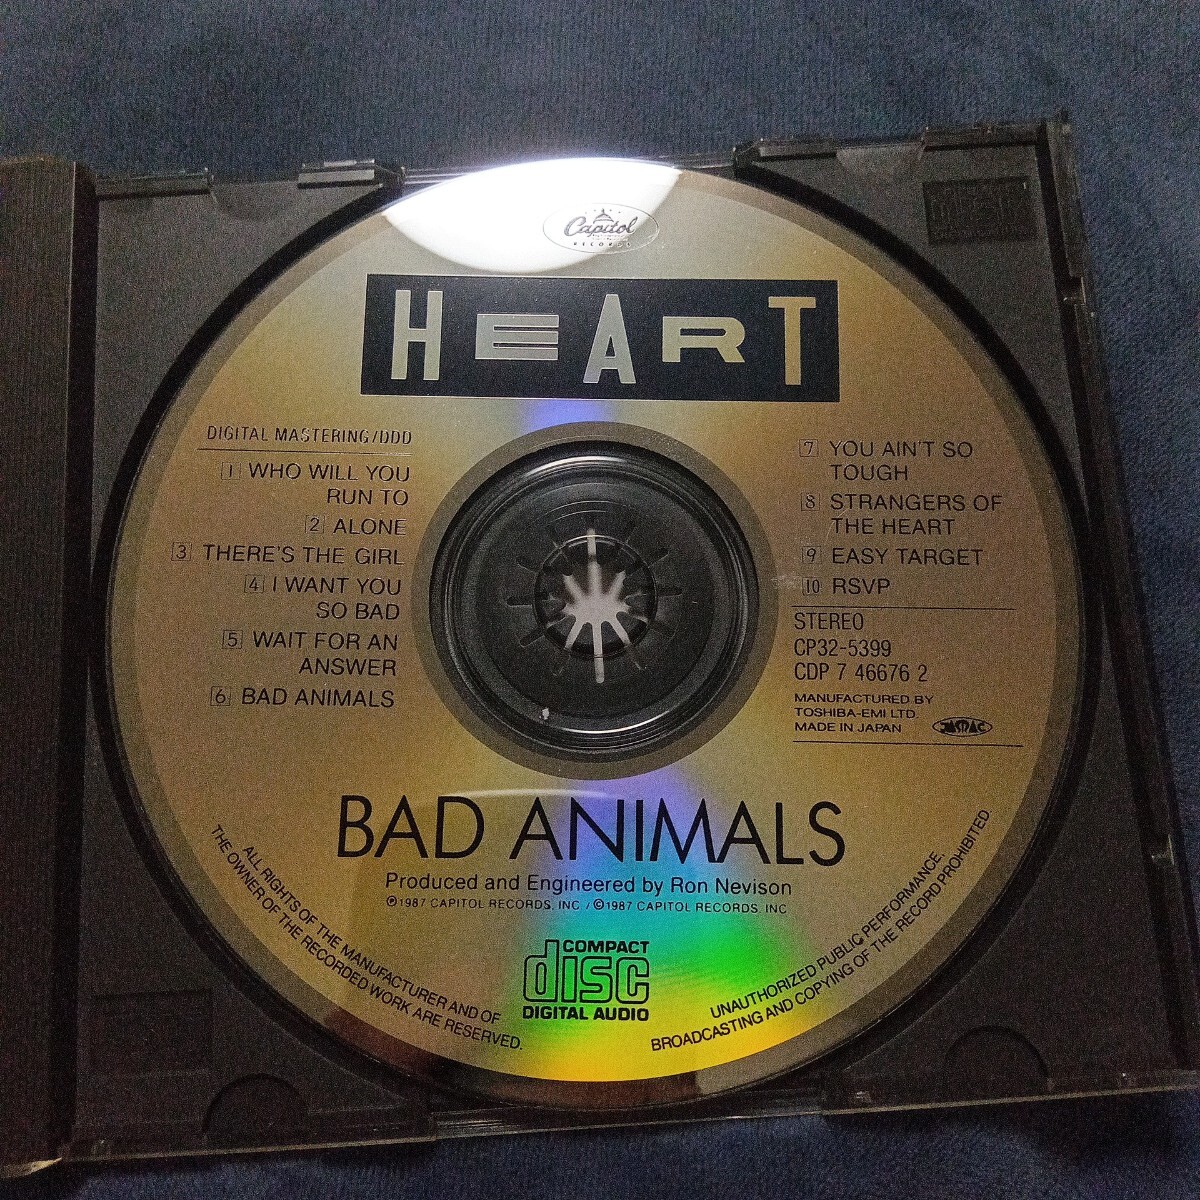 Capitol
RECORDS
HEART
DIGITAL MASTERING/DDD
1 WHO WILL YOU
RUN TO
2 ALONE
3 THERE'S THE GIRL
4 I WANT YOU
SO BAD
5 WAIT FOR AN
ANSWER
6 BAD ANIMALS
7 YOU AIN'T SO
TOUGH
8 STRANGERS OF
THE HEART
9 EASY TARGET
10 RSVP
STEREO
CP32-5399
CDP 7 46676 2
MANUFACTURED BY
TOSHIBA-EMI LTD.
MADE IN JAPAN
JASRAC
BAD ANIMALS
Produced and Engineered by Ron Nevison
℗1987 CAPITOL RECORDS, INC / ©1987 CAPITOL RECORDS, INC
COMPACT
disc
DIGITAL AUDIO
ALL RIGHTS OF THE MANUFACTURER AND OF
THE OWNER OF THE RECORDED WORK ARE RESERVED.
UNAUTHORIZED PUBLIC PERFORMANCE,
BROADCASTING AND COPYING OF THE RECORD PROHIBITED.